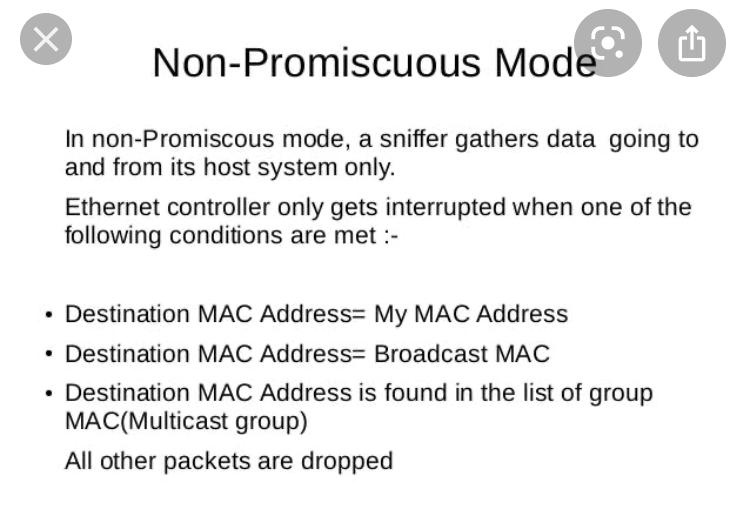 Non-Promiscuous Mode
In non-Promiscous mode, a sniffer gathers data going to
and from its host system only.
Ethernet controller only gets interrupted when one of the
following conditions are met :-
• Destination MAC Address= My MAC Address
• Destination MAC Address= Broadcast MAC
• Destination MAC Address is found in the list of group
MAC(Multicast group)
All other packets are dropped